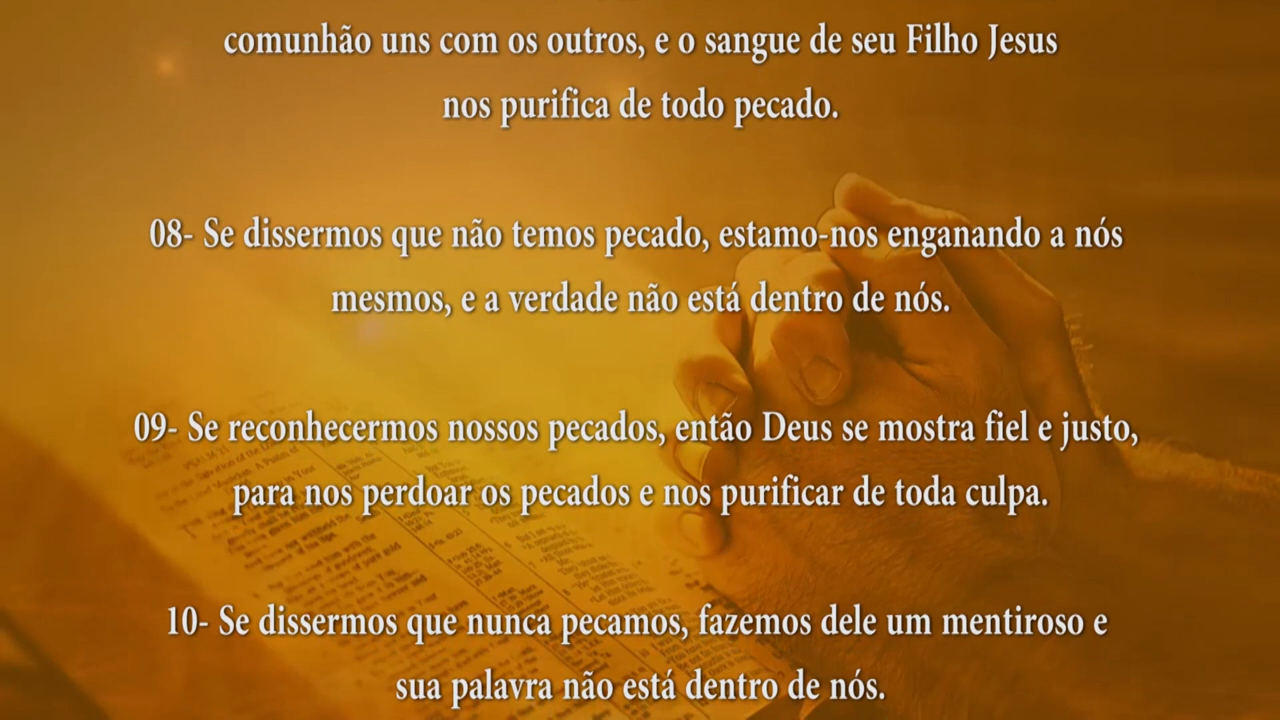 comunhão uns com os outros, e o sangue de seu Filho Jesus
nos purifica de todo pecado.
08- Se dissermos que não temos pecado, estamo-nos enganando a nós
mesmos, e a verdade não está dentro de nós.
09- Se reconhecermos nossos pecados, então Deus se mostra fiel e justo,
para nos perdoar os pecados e nos purificar de toda culpa.
10- Se dissermos que nunca pecamos, fazemos dele um mentiroso e
sua palavra não está dentro de nós.